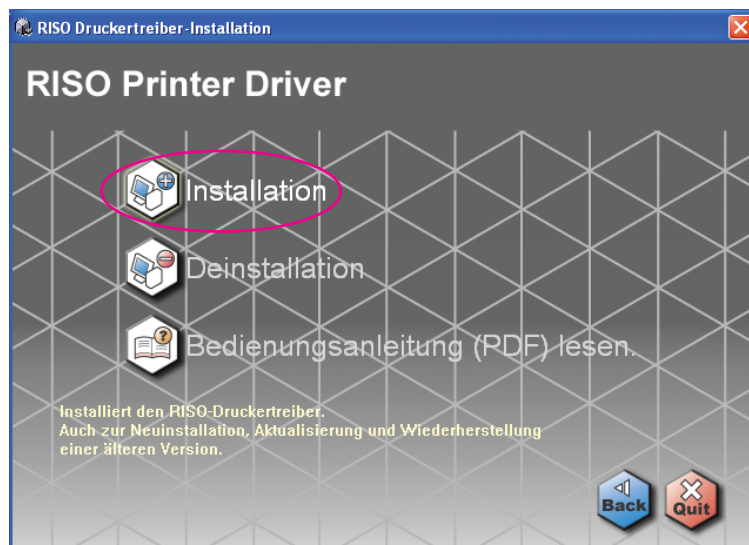 RISO Druckertreiber-Installation
RISO Printer Driver
Installation
Deinstallation
Bedienungsanleitung (PDF) lesen.
Installiert den RISO-Druckertreiber.
Auch zur Neuinstallation, Aktualisierung und Wiederherstellung
einer älteren Version.
Back
Quit